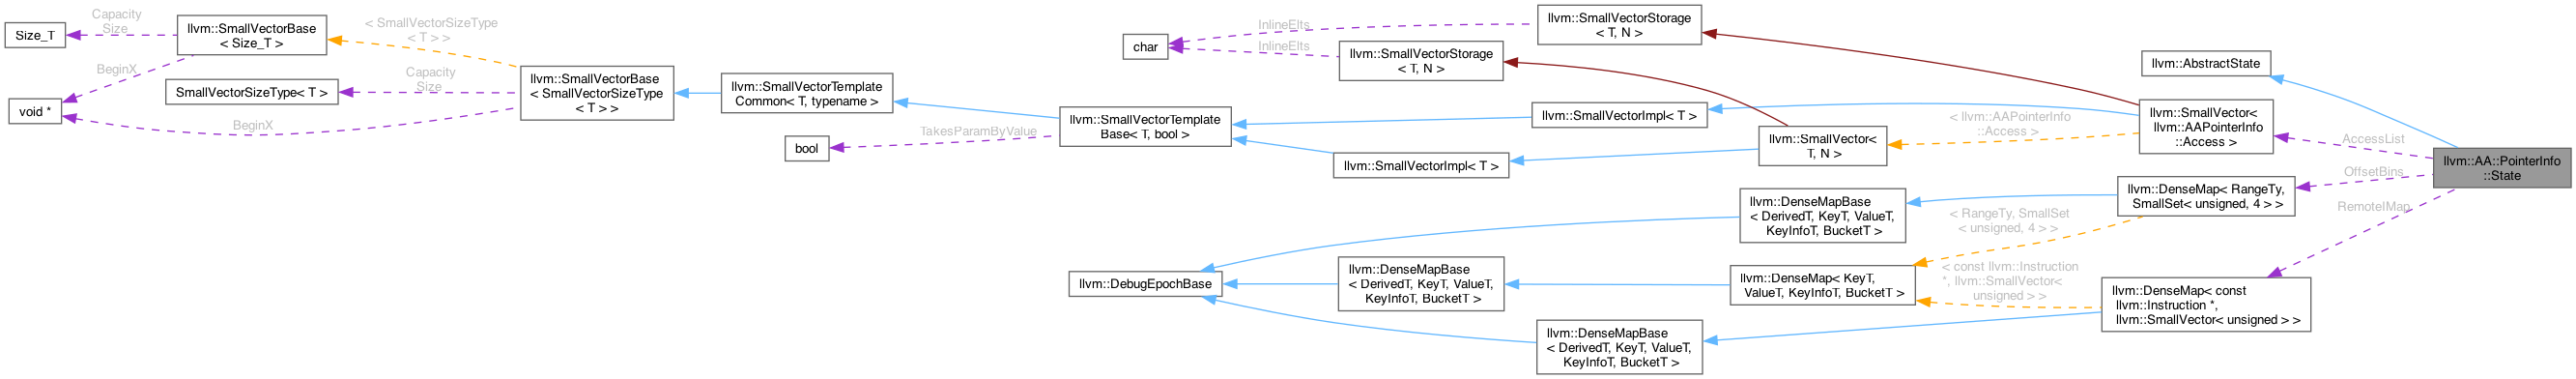 Size_T
Capacity
Size
llvm::SmallVectorBase
< Size_T >
BeginX
void *
SmallVectorSizeType< T >
< SmallVectorSizeType
< T > >
Capacity
Size
BeginX
llvm::SmallVectorBase
< SmallVectorSizeType
< T > >
llvm::SmallVectorTemplate
Common< T, typename >
bool
TakesParamByValue
llvm::SmallVectorTemplate
Base< T, bool >
char
InlineElts
InlineElts
llvm::SmallVectorStorage
< T, N >
llvm::SmallVectorStorage
< T, N >
llvm::SmallVectorImpl< T >
llvm::SmallVectorImpl< T >
llvm::SmallVector<
T, N >
< llvm::AAPointerInfo
::Access >
llvm::AbstractState
llvm::SmallVector<
llvm::AAPointerInfo
::Access >
AccessList
OffsetBins
RemoteIMap
llvm::AA::PointerInfo
::State
llvm::DenseMap< RangeTy,
SmallSet< unsigned, 4 > >
llvm::DenseMapBase
< DerivedT, KeyT, ValueT,
KeyInfoT, BucketT >
< RangeTy, SmallSet
< unsigned, 4 > >
llvm::DebugEpochBase
llvm::DenseMapBase
< DerivedT, KeyT, ValueT,
KeyInfoT, BucketT >
llvm::DenseMap< KeyT,
ValueT, KeyInfoT, BucketT >
< const llvm::Instruction
*, llvm::SmallVector<
unsigned > >
llvm::DenseMap< const
llvm::Instruction *,
llvm::SmallVector< unsigned > >
llvm::DenseMapBase
< DerivedT, KeyT, ValueT,
KeyInfoT, BucketT >